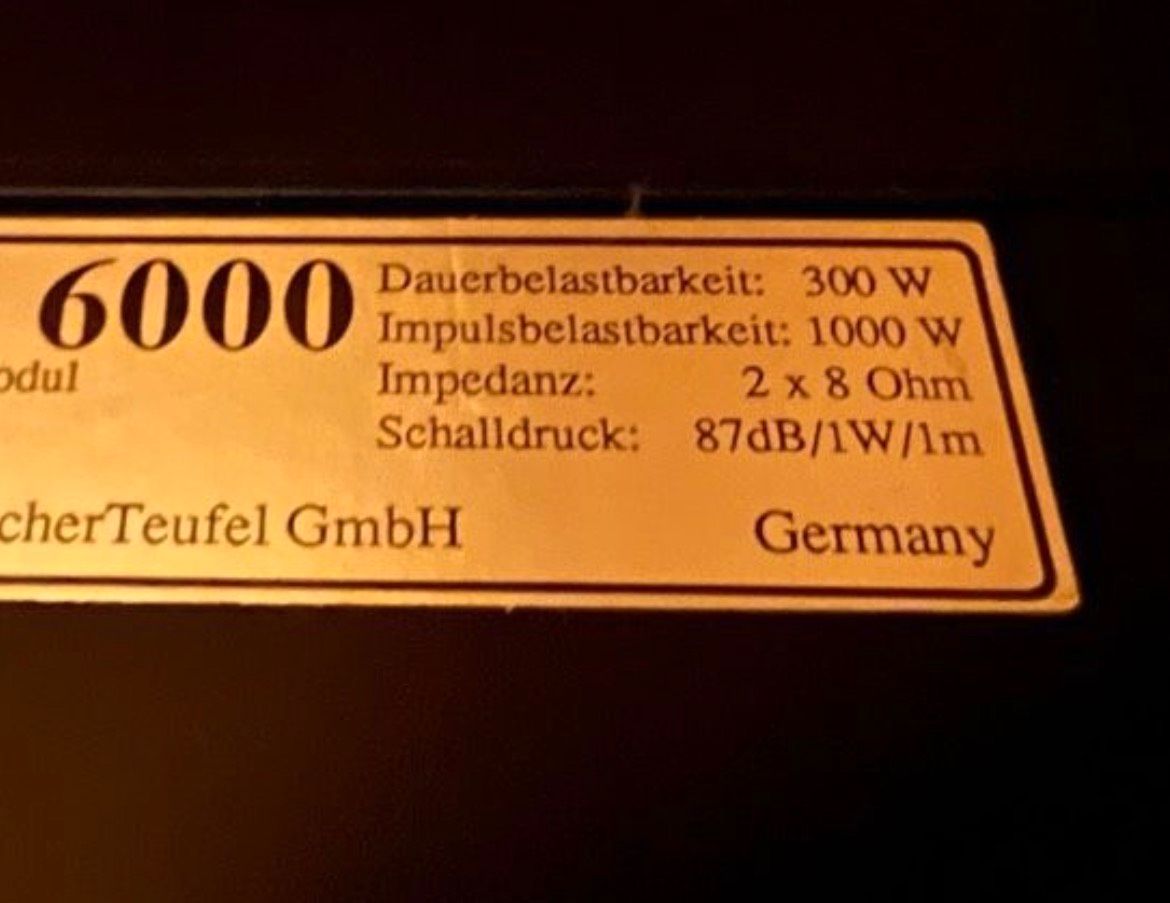 6000
odul
Dauerbelastbarkeit: 300 W
Impulsbelastbarkeit: 1000 W
Impedanz: 2 x 8 Ohm
Schalldruck: 87dB/1W/1m
cherTeufel GmbH Germany